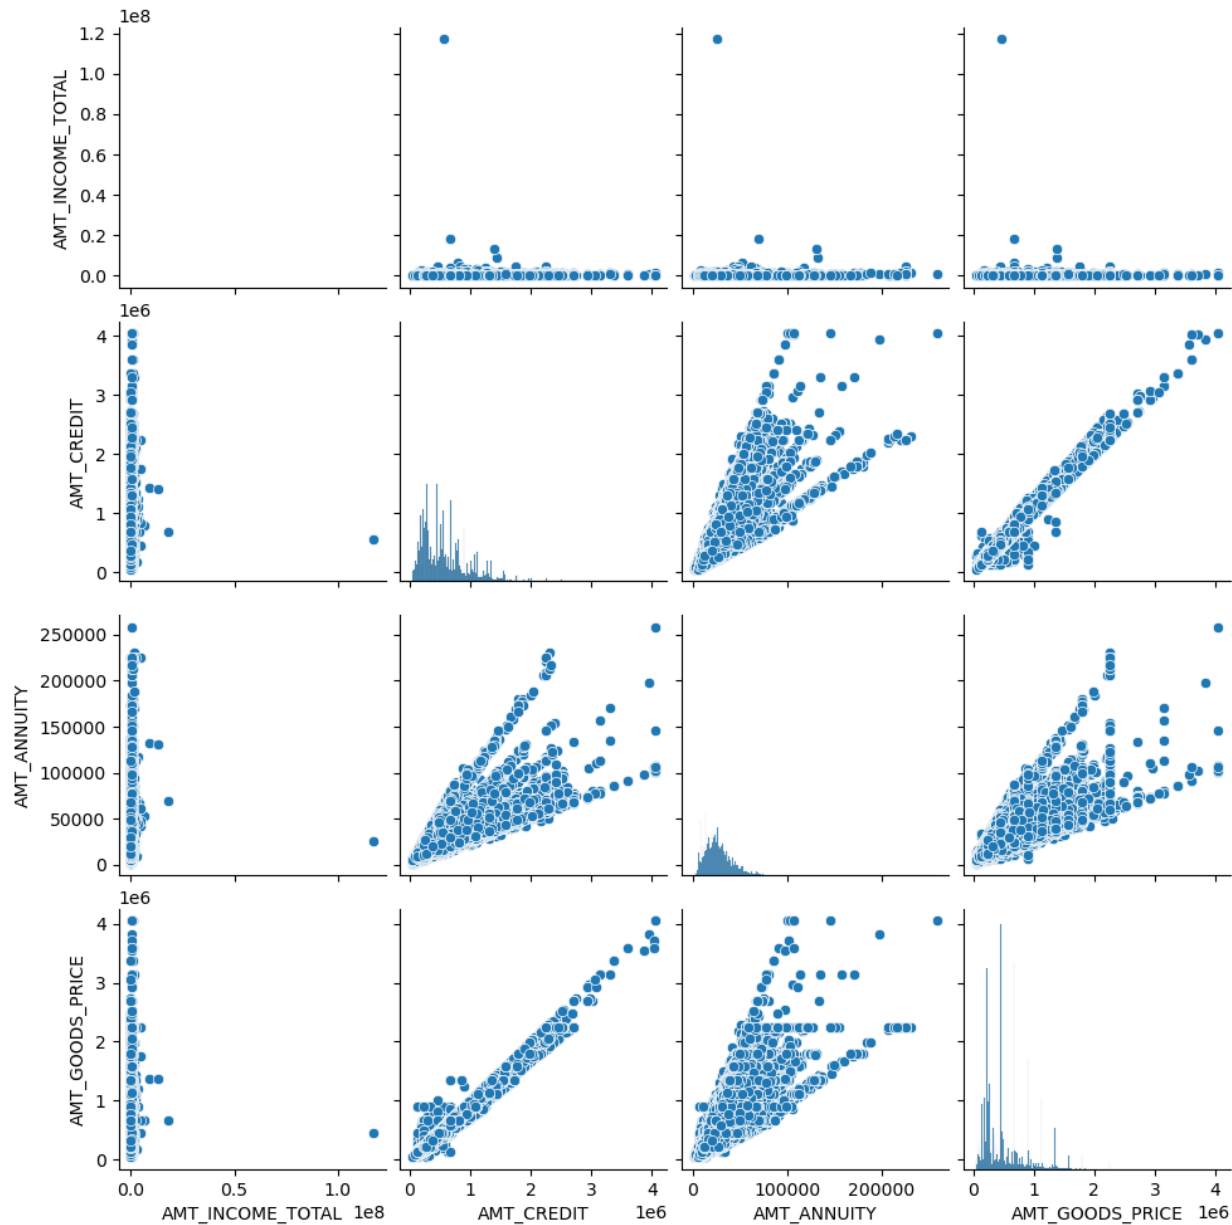 1e8
1.2
1.0
0.8
0.6
0.4
0.2
0.0
AMT_INCOME_TOTAL
1e6
4
3
2
1
0
AMT_CREDIT
250000
200000
150000
100000
50000
0
AMT_ANNUITY
1e6
4
3
2
1
0
AMT_GOODS_PRICE
0.0 0.5 1.0 0 1 2 3 4 0 100000 200000 0 1 2 3 4
AMT_INCOME_TOTAL 1e8 AMT_CREDIT 1e6 AMT_ANNUITY AMT_GOODS_PRICE 1e6